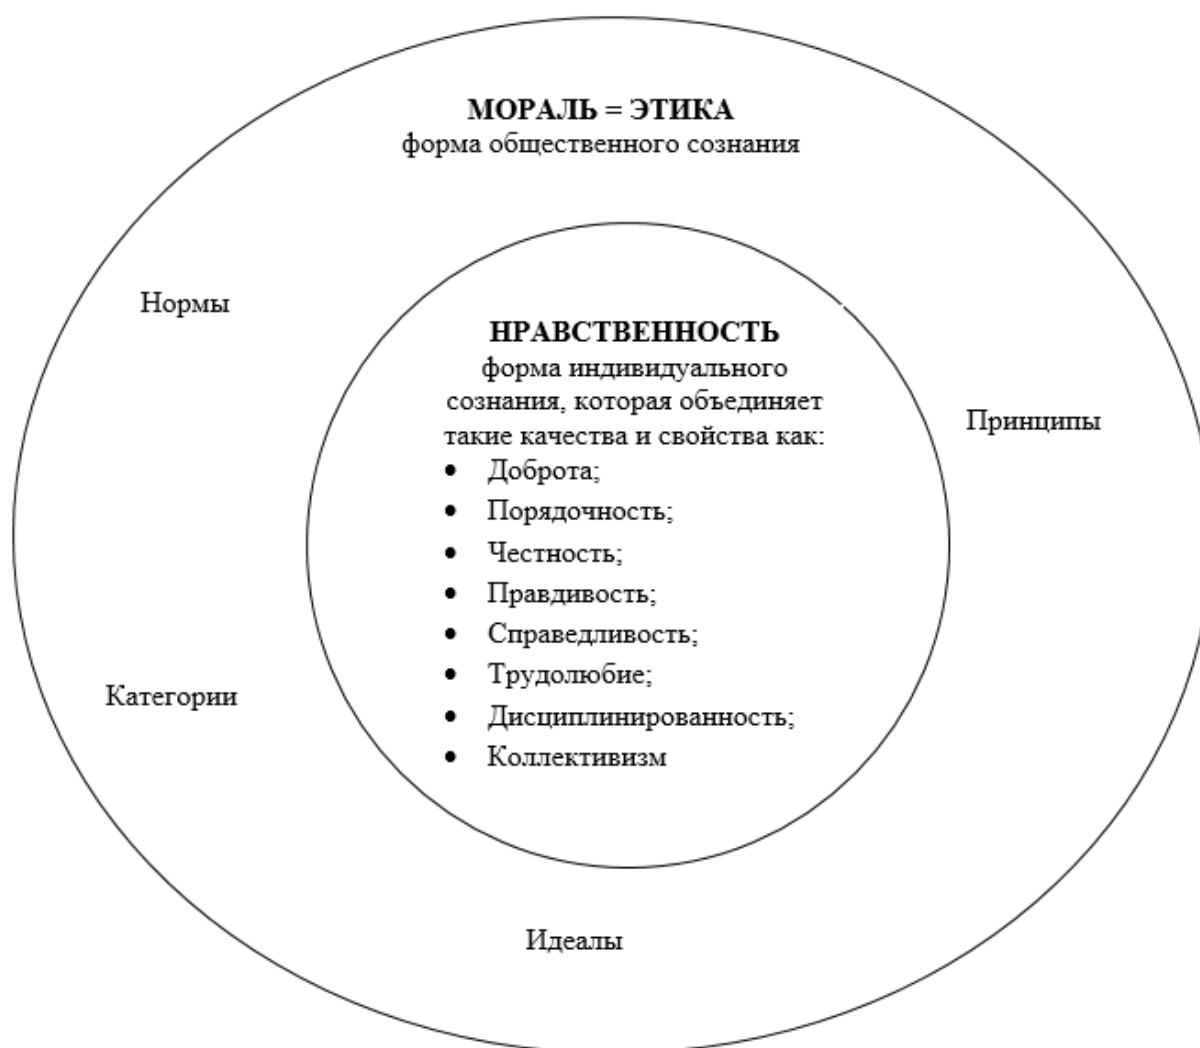 МОРАЛЬ = ЭТИКА
форма общественного сознания
Нормы
НРАВСТВЕННОСТЬ
форма индивидуального
сознания, которая объединяет
такие качества и свойства как:
• Доброта;
• Порядочность;
• Честность;
• Правдивость;
• Справедливость;
• Трудолюбие;
• Дисциплинированность;
• Коллективизм
Принципы
Категории
Идеалы